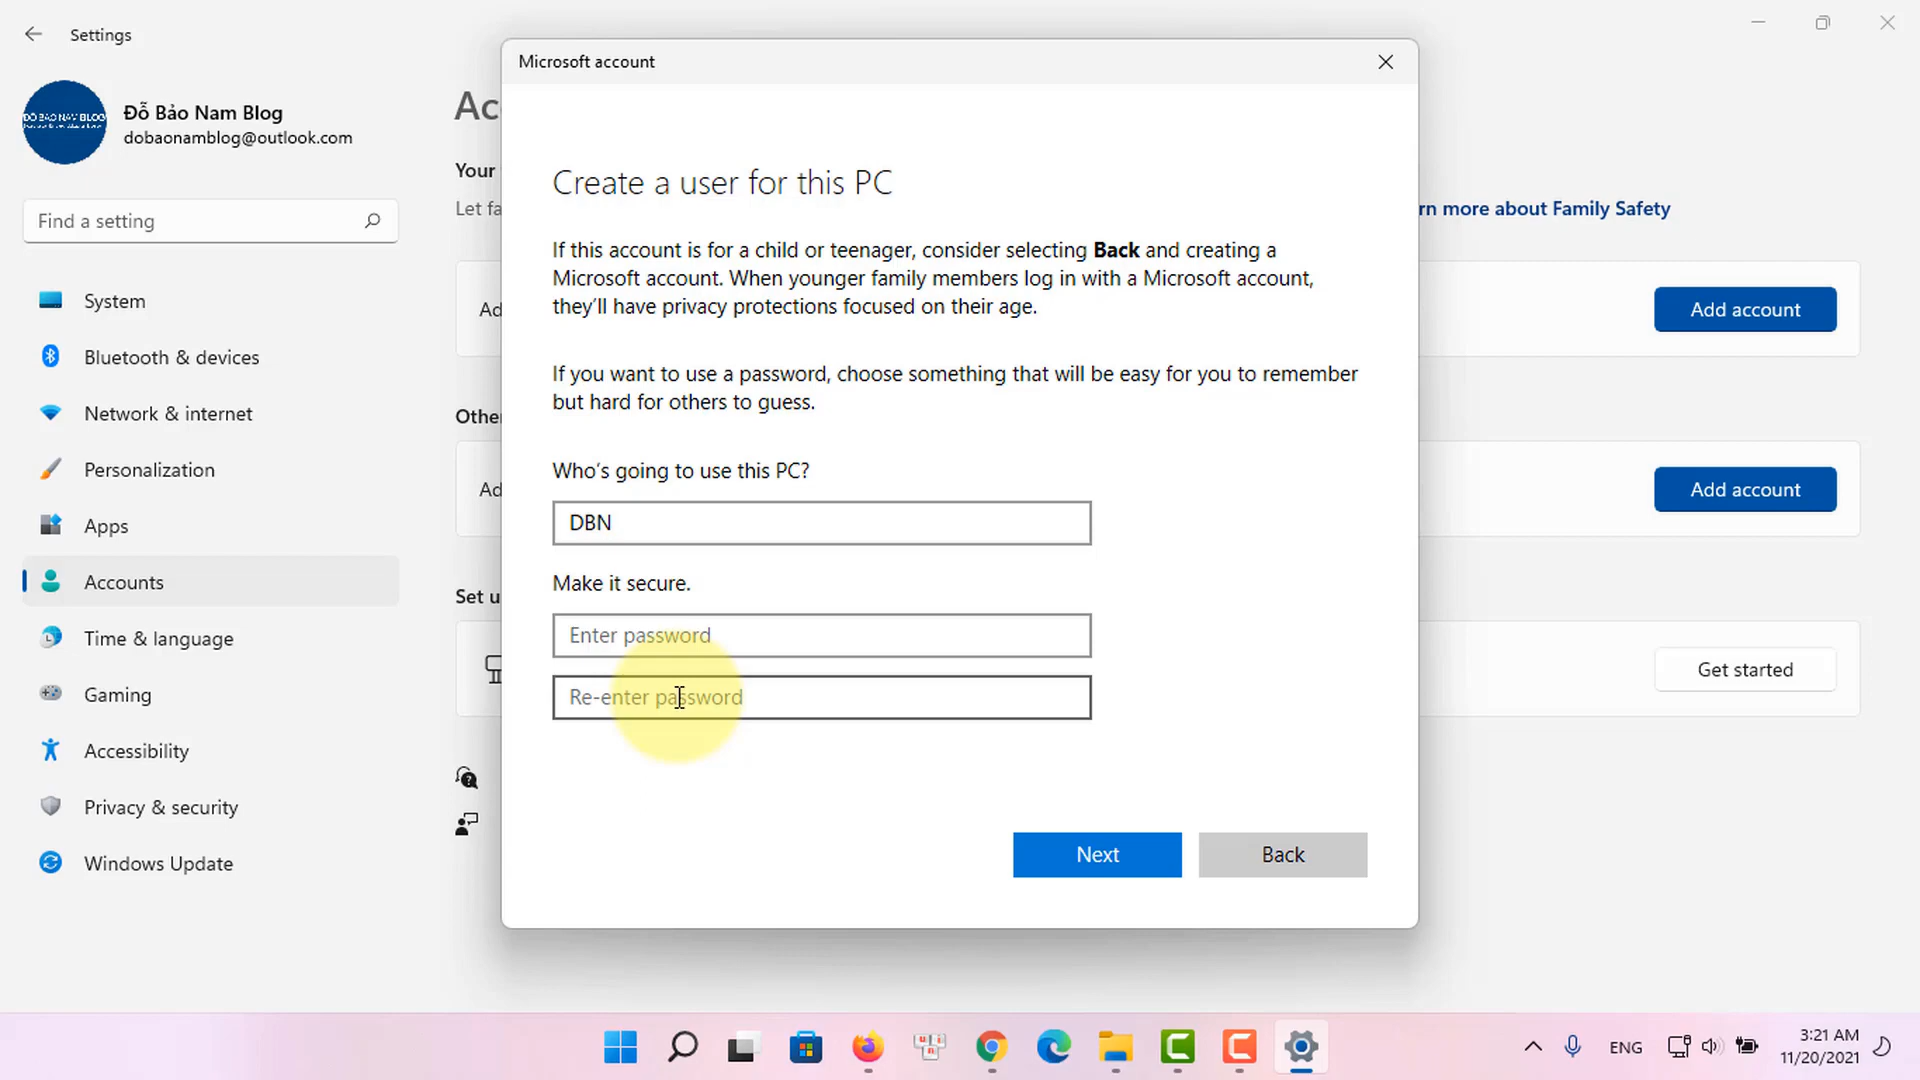 Settings
Microsoft account
Đỗ Bảo Nam Blog
dobaonamblog@outlook.com
Find a setting
System
Bluetooth & devices
Network & internet
Personalization
Apps
Accounts
Time & language
Gaming
Accessibility
Privacy & security
Windows Update
Ac
Your
Let fa
rn more about Family Safety
Ad
Add account
Other
Ad
Add account
Set u
Get started
Create a user for this PC
If this account is for a child or teenager, consider selecting Back and creating a
Microsoft account. When younger family members log in with a Microsoft account,
they'll have privacy protections focused on their age.
If you want to use a password, choose something that will be easy for you to remember
but hard for others to guess.
Who's going to use this PC?
DBN
Make it secure.
Enter password
Re-enter password
Next
Back
ENG
3:21 AM
11/20/2021